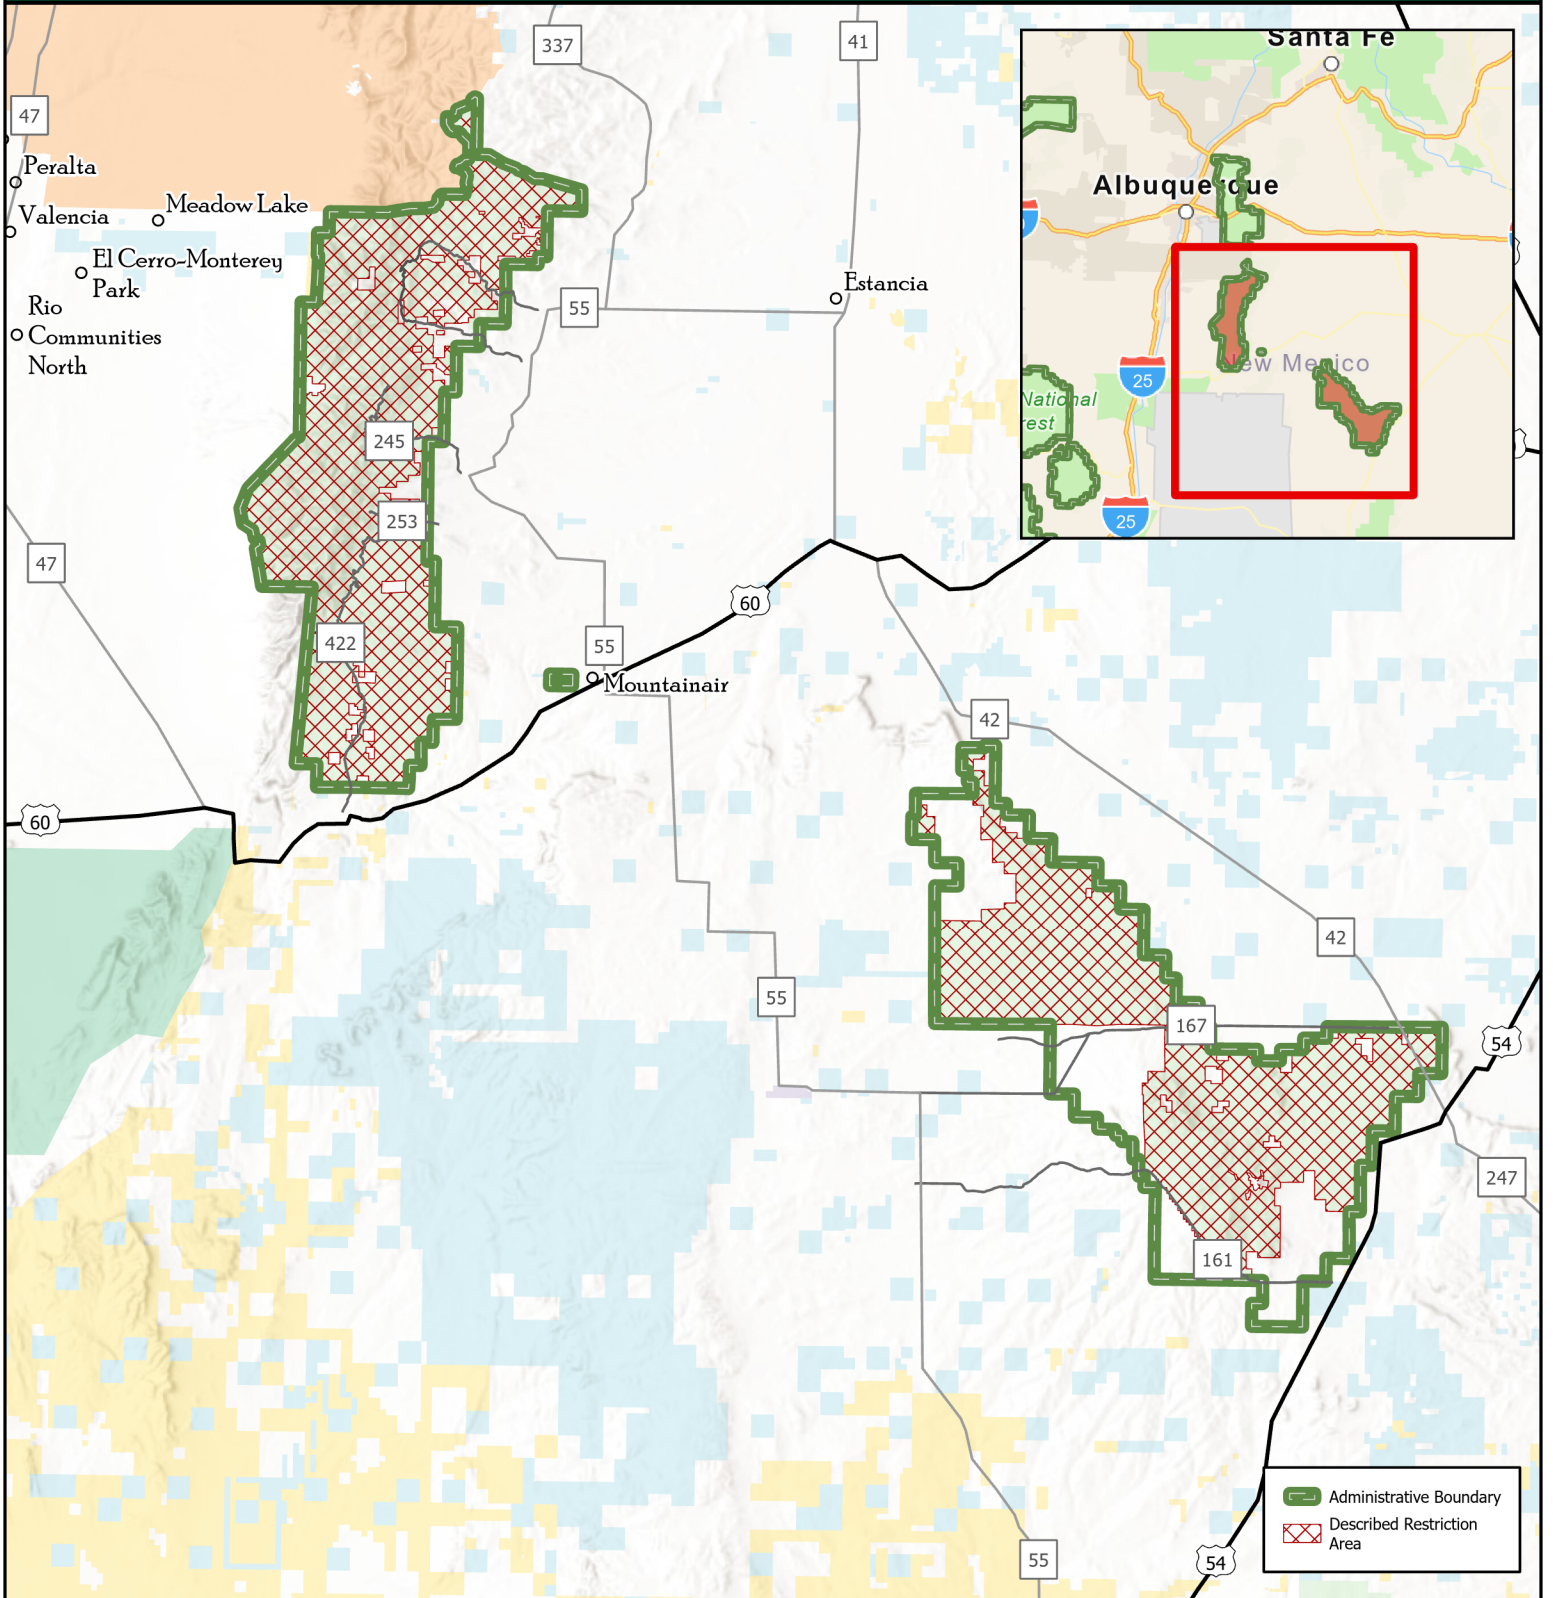 337
41
47
Peralta
Valencia
Meadow Lake
El Cerro-Monterey
Park
Rio
Communities
North
55
Estancia
245
253
47
422
60
55
Mountainair
60
42
42
55
167
54
247
161
55
54
Santa Fe
Albuquerque
New Mexico
25
National
rest
25
Administrative Boundary
Described Restriction
Area